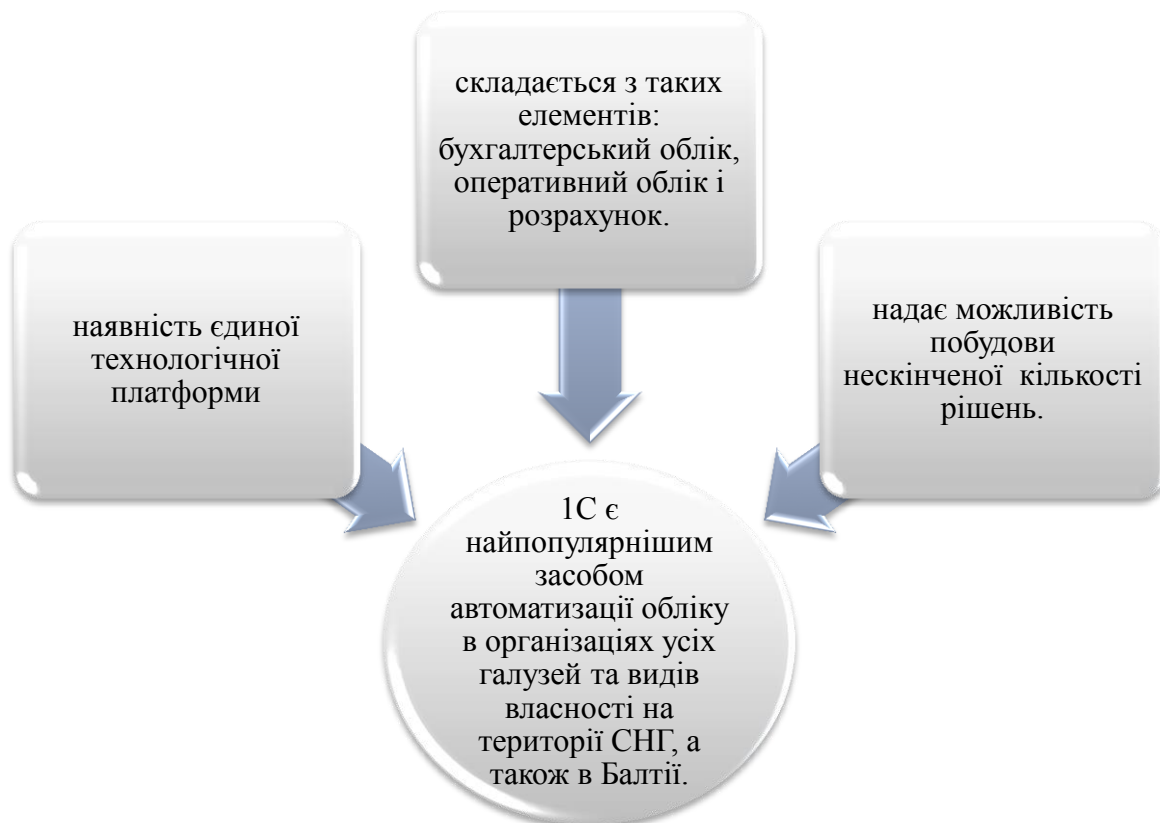 складається з таких
елементів:
бухгалтерський облік,
оперативний облік і
розрахунок.
наявність єдиної
технологічної
платформи
надає можливість
побудови
нескінченої кількості
рішень.
1С є
найпопулярнішим
засобом
автоматизації обліку
в організаціях усіх
галузей та видів
власності на
території СНГ, а
також в Балтії.